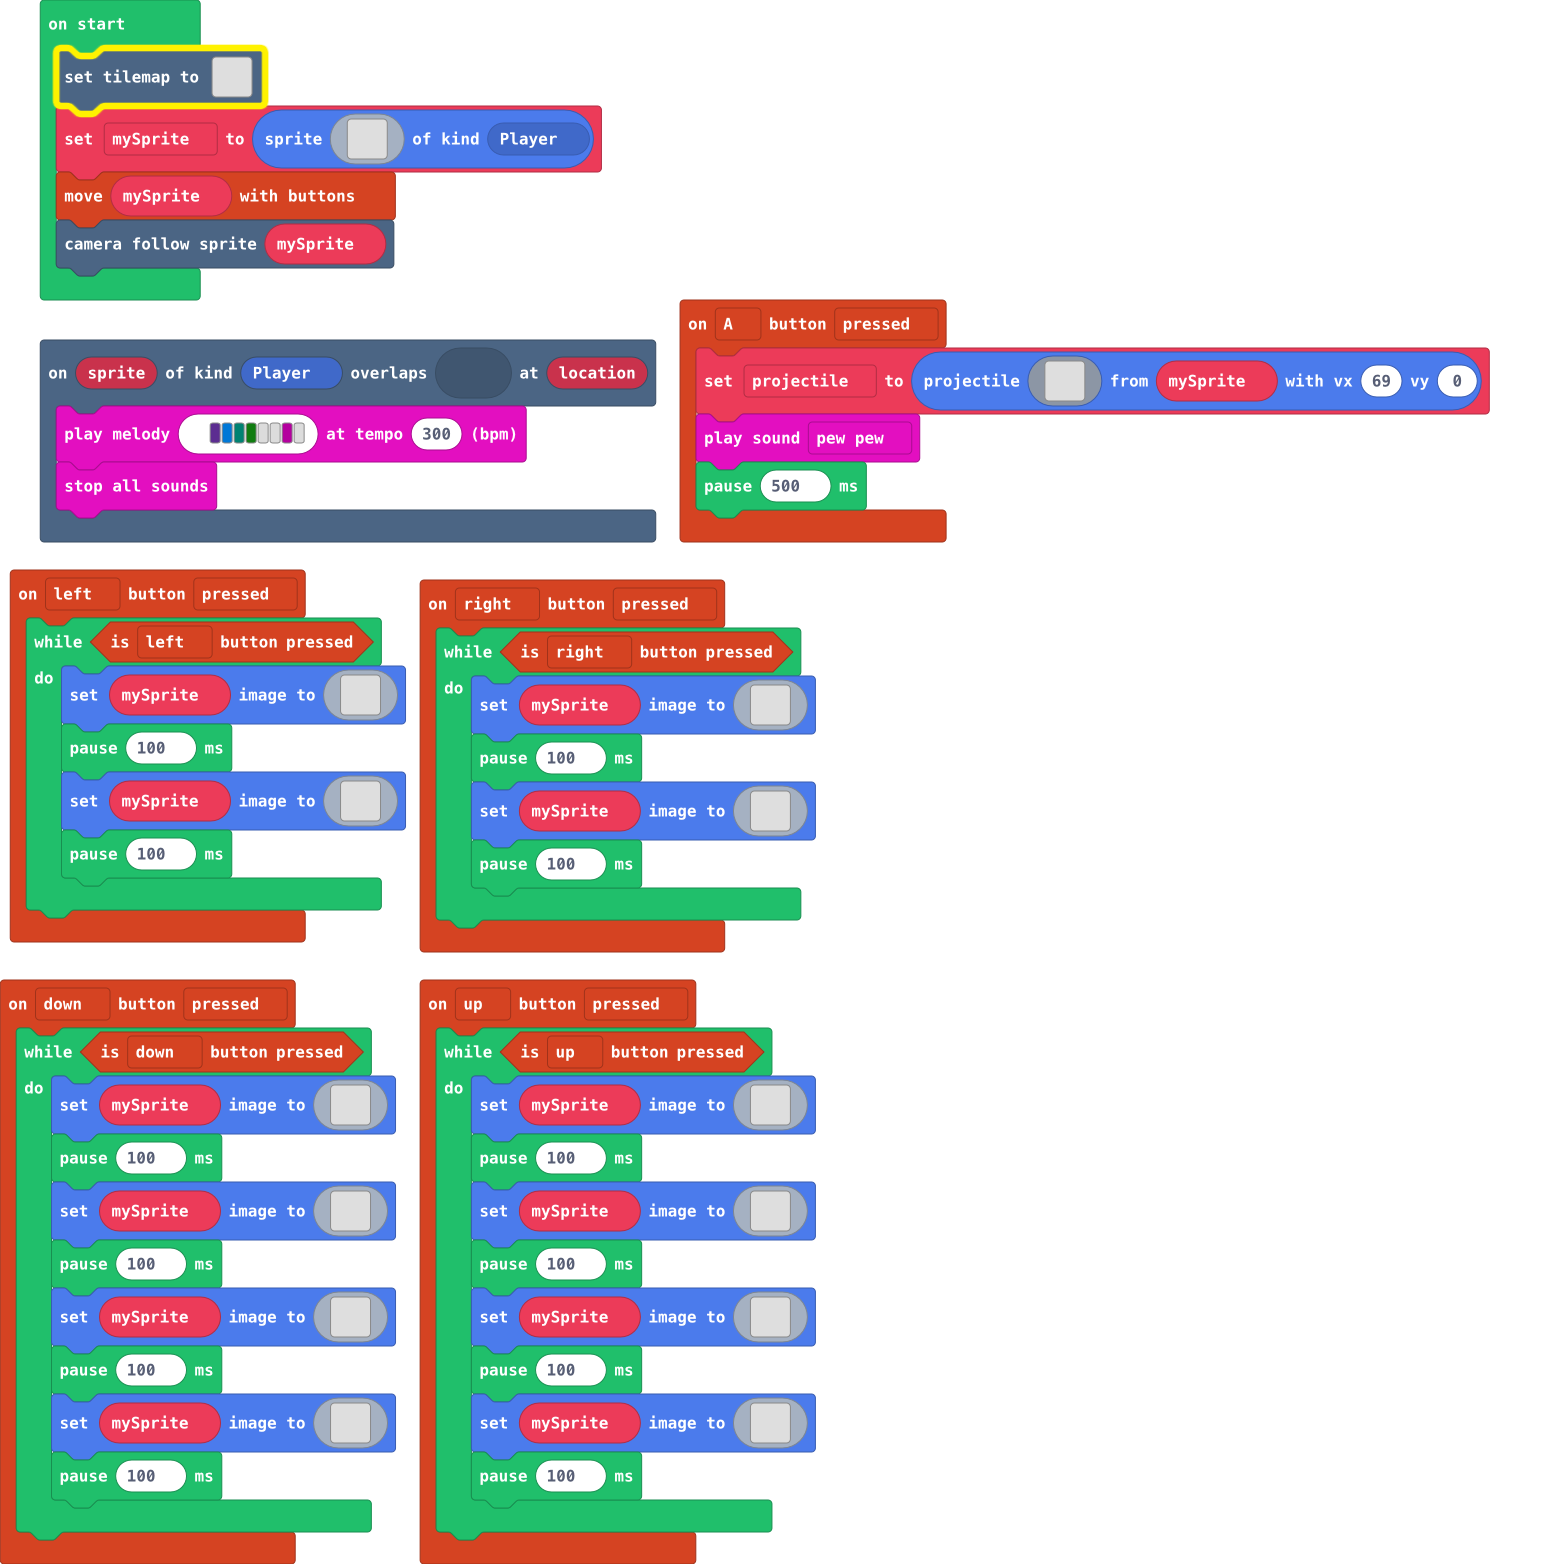 on start
set tilemap to
set mySprite to sprite of kind Player
move mySprite with buttons
camera follow sprite mySprite
on sprite of kind Player overlaps at location
play melody at tempo 300 (bpm)
stop all sounds
on A button pressed
set projectile to projectile from mySprite with vx 69 vy 0
play sound pew pew
pause 500 ms
on left button pressed
while is left button pressed
do
set mySprite image to
pause 100 ms
set mySprite image to
pause 100 ms
on right button pressed
while is right button pressed
do
set mySprite image to
pause 100 ms
set mySprite image to
pause 100 ms
on down button pressed
while is down button pressed
do
set mySprite image to
pause 100 ms
set mySprite image to
pause 100 ms
set mySprite image to
pause 100 ms
set mySprite image to
pause 100 ms
on up button pressed
while is up button pressed
do
set mySprite image to
pause 100 ms
set mySprite image to
pause 100 ms
set mySprite image to
pause 100 ms
set mySprite image to
pause 100 ms